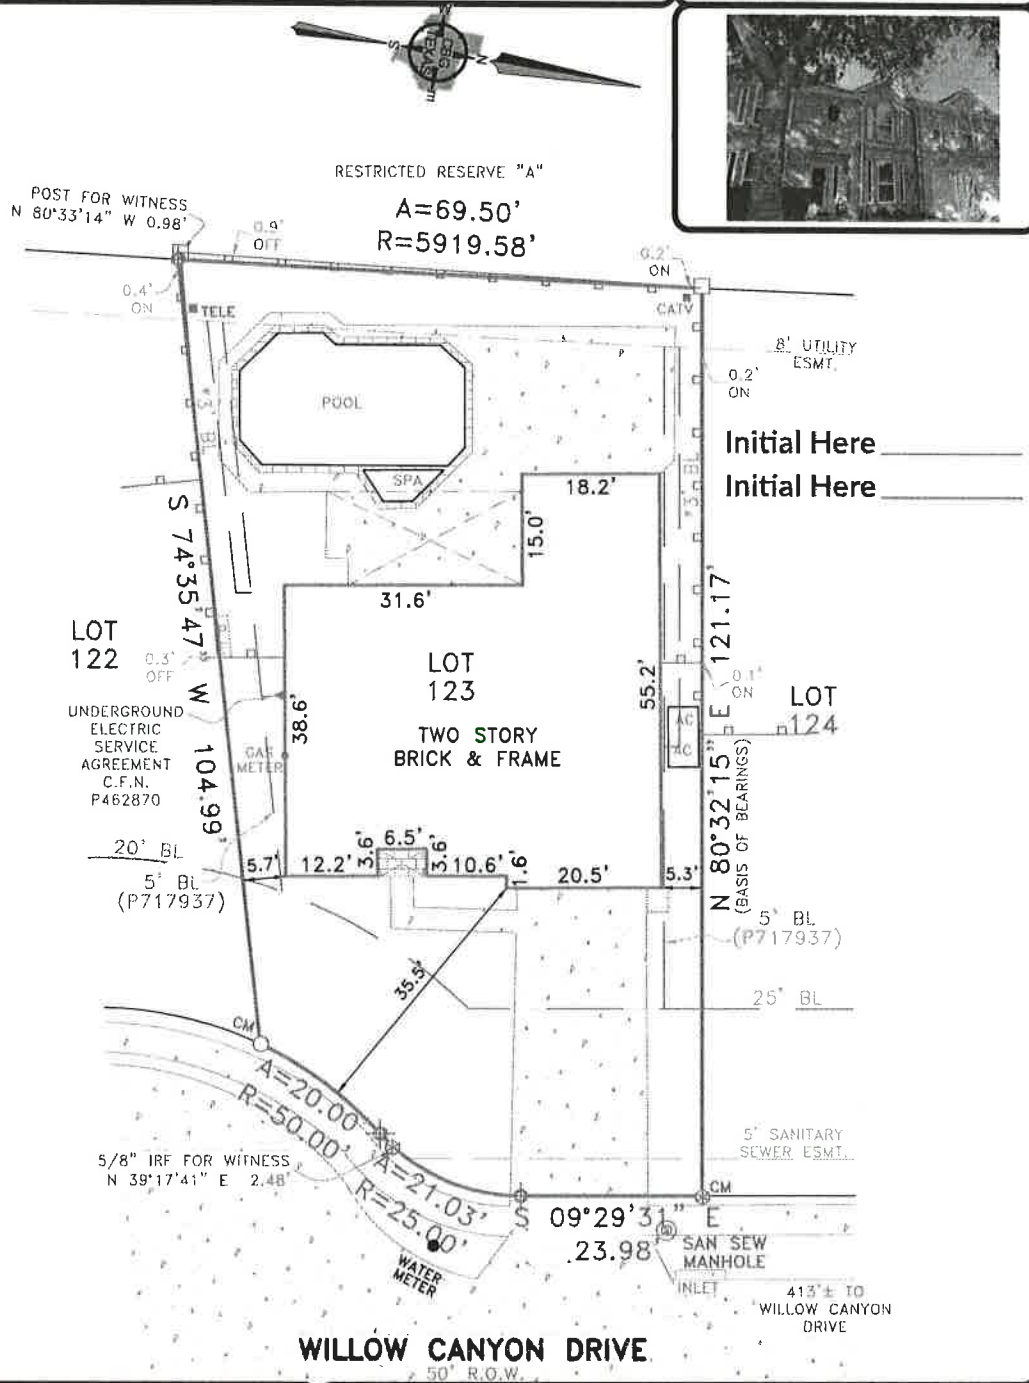 S
N
E
CBG
TEXAS
RESTRICTED RESERVE "A"
A=69.50'
R=5919.58'
POST FOR WITNESS
N 80°33'14" W 0.98'
0.9'
OFF
0.2'
ON
0.4'
ON
TELE
CATV
8' UTILITY
ESMT.
0.2'
ON
POOL
SPA
*3' BL
*3' BL
Initial Here
Initial Here
18.2'
15.0'
31.6'
S 74°35'47" W 104.99'
LOT
122
0.3'
OFF
LOT
123
55.2'
N 80°32'15" E 121.17'
(BASIS OF BEARINGS)
0.1'
ON
LOT
124
UNDERGROUND
ELECTRIC
SERVICE
AGREEMENT
C.F.N.
P462870
38.6'
GAS
METER
TWO STORY
BRICK & FRAME
AC
AC
20' BL
5' BL
(P717937)
5.7'
12.2'
3.6'
6.5'
3.6'
10.6'
1.6'
20.5'
5.3'
5' BL
(P717937)
35.5'
25' BL
CM
A=20.00'
R=50.00'
5/8" IRF FOR WITNESS
N 39°17'41" E 2.48'
A=21.03'
R=25.00'
5' SANITARY
SEWER ESMT.
CM
S 09°29'31" E
23.98'
WATER
METER
SAN SEW
MANHOLE
INLET
413'± TO
WILLOW CANYON
DRIVE
WILLOW CANYON DRIVE
50' R.O.W.